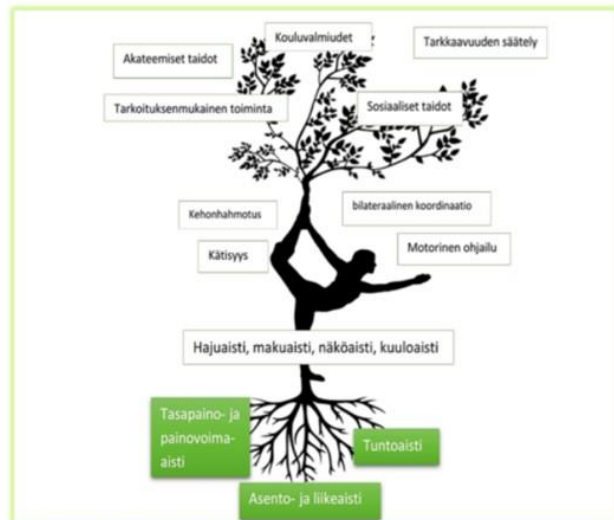 Kouluvalmiudet
Tarkkaavuuden säätely
Akateemiset taidot
Tarkoituksenmukainen toiminta
Sosiaaliset taidot
Kehonhahmotus
bilateraalinen koordinaatio
Kätisyys
Motorinen ohjailu
Hajuaisti, makuaisti, näköaisti, kuuloaisti
Tasapaino- ja
painovoima-
aisti
Tuntoaisti
Asento- ja liikeaisti